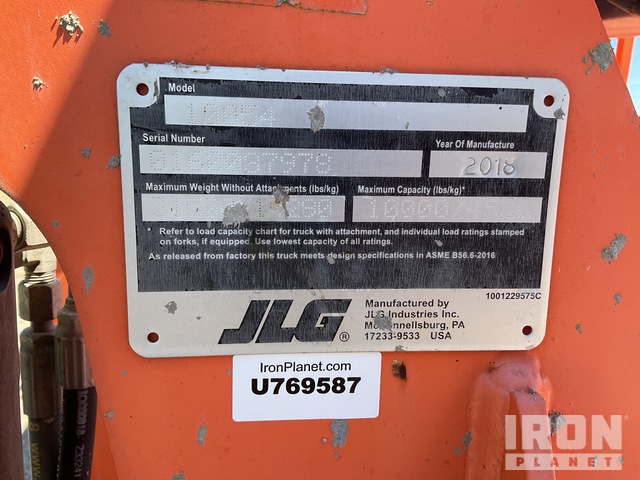 Model
10054
Serial Number
Year Of Manufacture
0160087978
2018
Maximum Weight Without Attachments (lbs/kg)
Maximum Capacity (lbs/kg)*
10000
* Refer to load capacity chart for truck with attachment, and individual load ratings stamped
on forks, if equipped. Use lowest capacity of all ratings.
As released from factory this truck meets design specifications in ASME B56.6-2016
1001229575C
JLG®
Manufactured by
JLG Industries Inc.
McConnellsburg, PA
17233-9533 USA
IronPlanet.com
U769587
IRON
PLANET